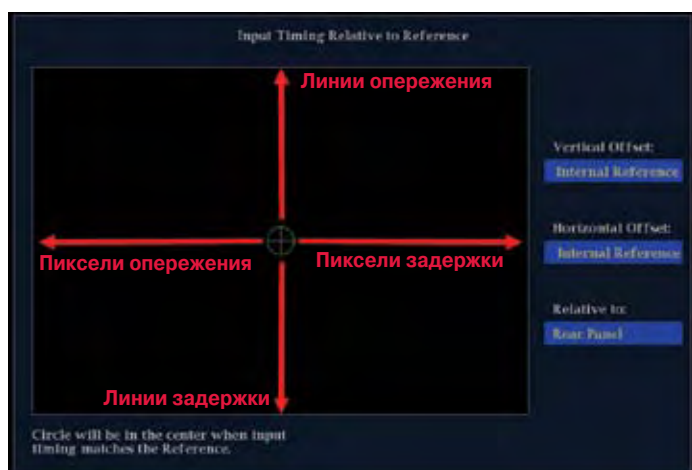 Input Timing Relative to Reference
Линии опережения
Vertical Offset:
Internal Reference
Horizontal Offset:
Internal Reference
Пиксели опережения
Пиксели задержки
Relative to:
Rear Panel
Линии задержки
Circle will be in the center when input
timing matches the Reference.